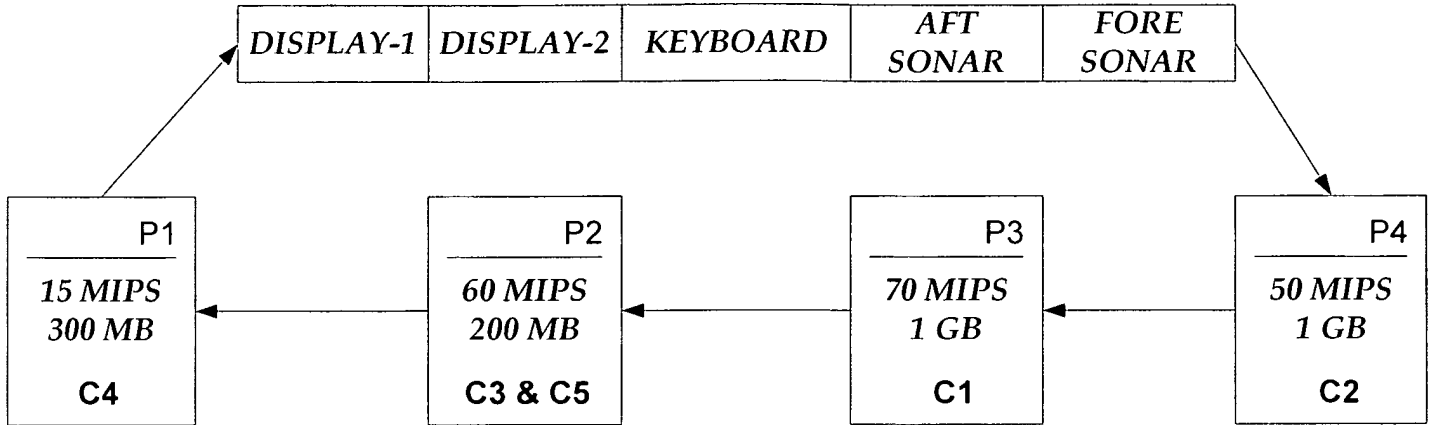 DISPLAY-1
DISPLAY-2
KEYBOARD
AFT
SONAR
FORE
SONAR
P1
15 MIPS
300 MB
C4
P2
60 MIPS
200 MB
C3 & C5
P3
70 MIPS
1 GB
C1
P4
50 MIPS
1 GB
C2